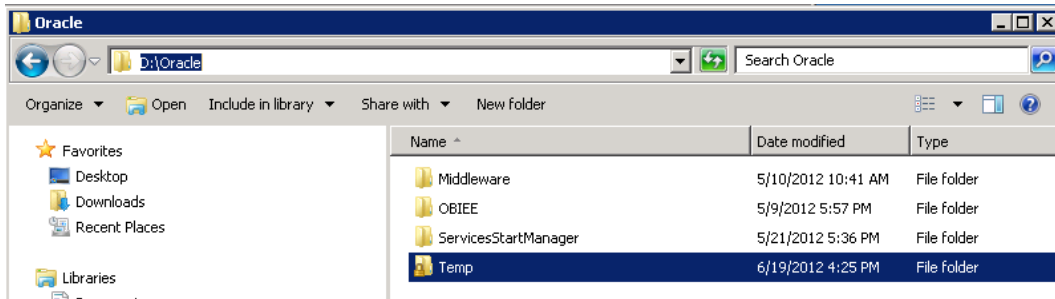 Oracle
D:\Oracle
Search Oracle
Organize Open Include in library Share with New folder
Favorites
Desktop
Downloads
Recent Places
Libraries
Name Date modified Type
Middleware 5/10/2012 10:41 AM File folder
OBIEE 5/9/2012 5:57 PM File folder
ServicesStartManager 5/21/2012 5:36 PM File folder
Temp 6/19/2012 4:25 PM File folder